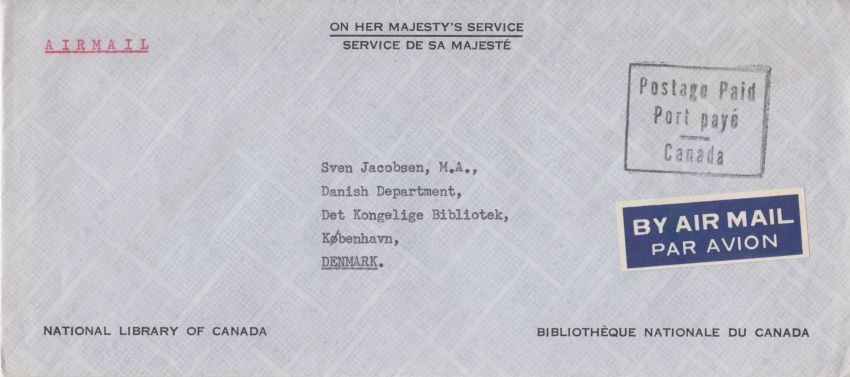 ON HER MAJESTY'S SERVICE
SERVICE DE SA MAJESTÉ
AIRMAIL
Postage Paid
Port payé
Canada
Sven Jacobsen, M.A.,
Danish Department,
Det Kongelige Bibliotek,
København,
DENMARK.
BY AIR MAIL
PAR AVION
NATIONAL LIBRARY OF CANADA
BIBLIOTHÈQUE NATIONALE DU CANADA